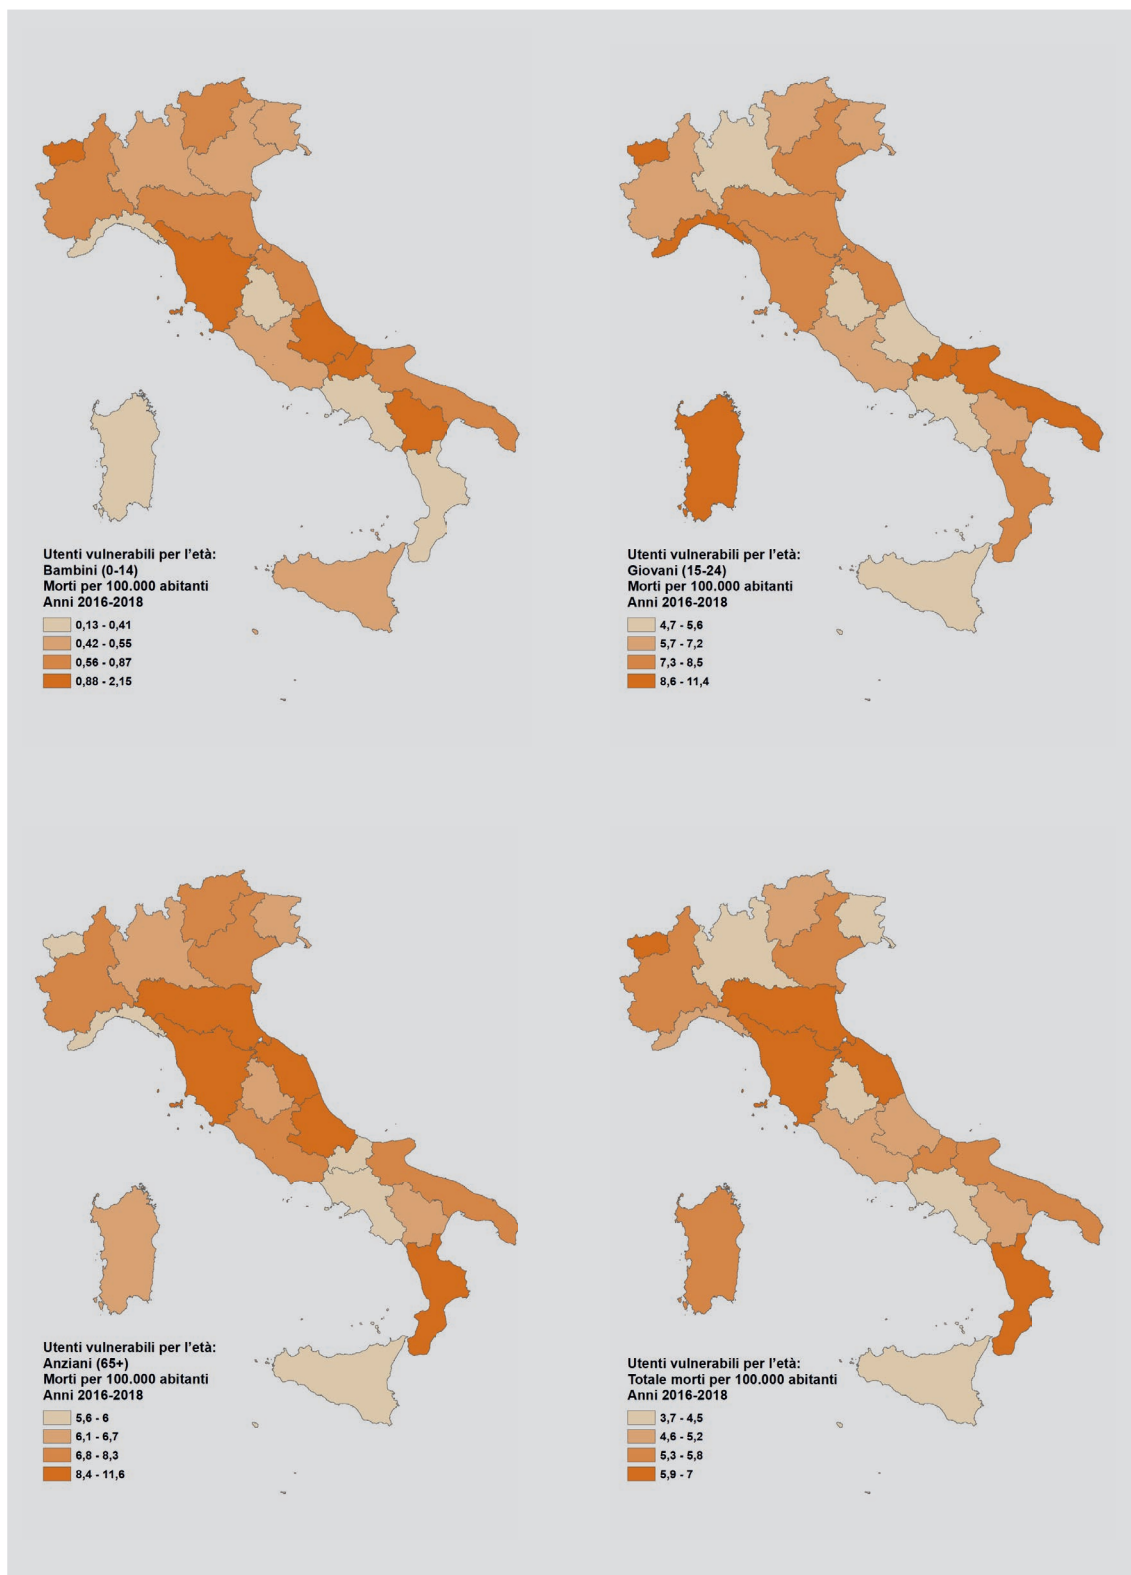 Utenti vulnerabili per l'età:
Bambini (0-14)
Morti per 100.000 abitanti
Anni 2016-2018
0,13 - 0,41
0,42 - 0,55
0,56 - 0,87
0,88 - 2,15
Utenti vulnerabili per l'età:
Giovani (15-24)
Morti per 100.000 abitanti
Anni 2016-2018
4,7 - 5,6
5,7 - 7,2
7,3 - 8,5
8,6 - 11,4
Utenti vulnerabili per l'età:
Anziani (65+)
Morti per 100.000 abitanti
Anni 2016-2018
5,6 - 6
6,1 - 6,7
6,8 - 8,3
8,4 - 11,6
Utenti vulnerabili per l'età:
Totale morti per 100.000 abitanti
Anni 2016-2018
3,7 - 4,5
4,6 - 5,2
5,3 - 5,8
5,9 - 7